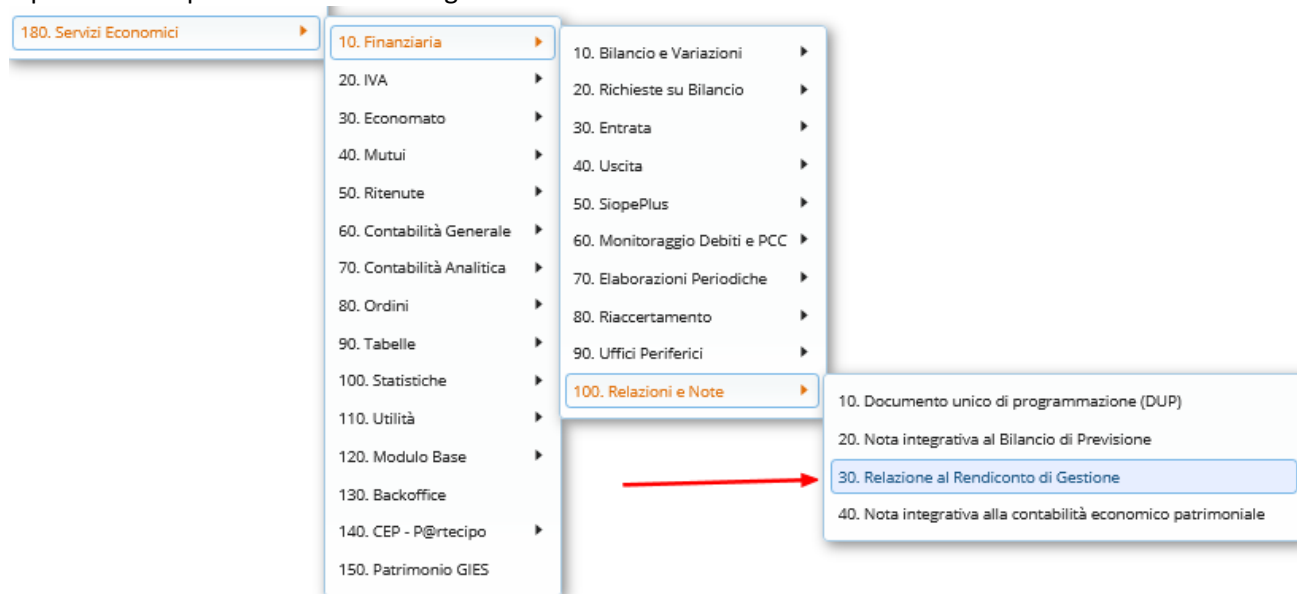 180. Servizi Economici
10. Finanziaria
20. IVA
30. Economato
40. Mutui
50. Ritenute
60. Contabilità Generale
70. Contabilità Analitica
80. Ordini
90. Tabelle
100. Statistiche
110. Utilità
120. Modulo Base
130. Backoffice
140. CEP - P@rtecipo
150. Patrimonio GIES
10. Bilancio e Variazioni
20. Richieste su Bilancio
30. Entrata
40. Uscita
50. SiopePlus
60. Monitoraggio Debiti e PCC
70. Elaborazioni Periodiche
80. Riaccertamento
90. Uffici Periferici
100. Relazioni e Note
10. Documento unico di programmazione (DUP)
20. Nota integrativa al Bilancio di Previsione
30. Relazione al Rendiconto di Gestione
40. Nota integrativa alla contabilità economico patrimoniale